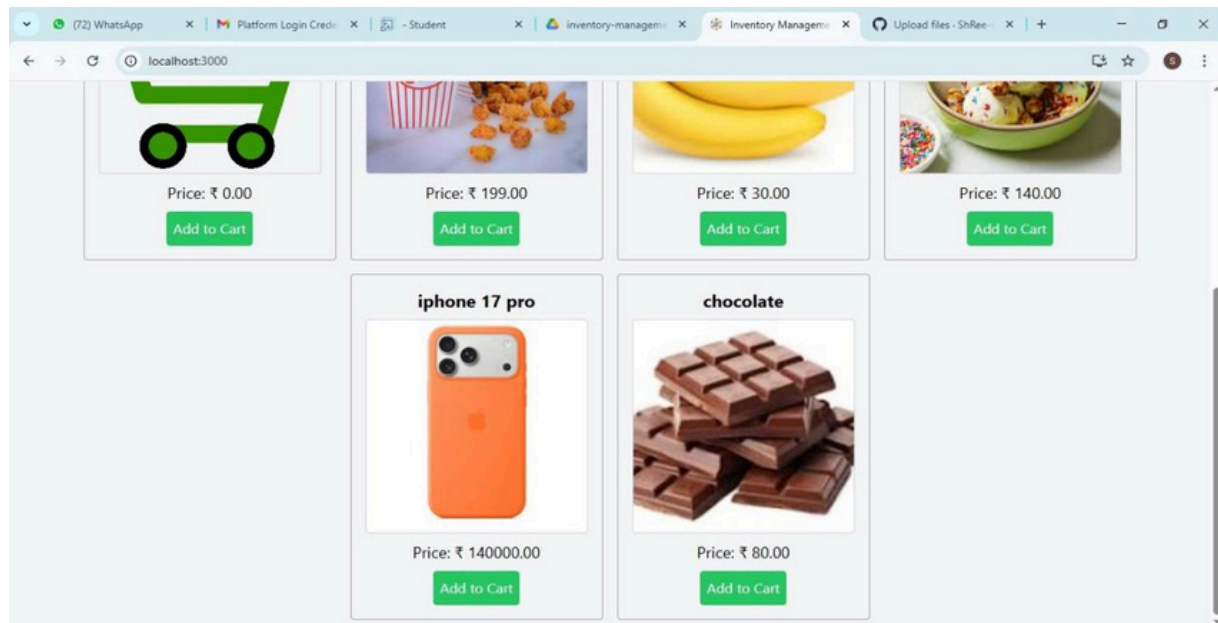 (72) WhatsApp
Platform Login Crede
- Student
inventory-manageme
Inventory Manageme
Upload files - ShRee-
localhost:3000
S
Price: ₹ 0.00
Price: ₹ 199.00
Price: ₹ 30.00
Price: ₹ 140.00
Add to Cart
Add to Cart
Add to Cart
Add to Cart
iphone 17 pro
chocolate
Price: ₹ 140000.00
Price: ₹ 80.00
Add to Cart
Add to Cart